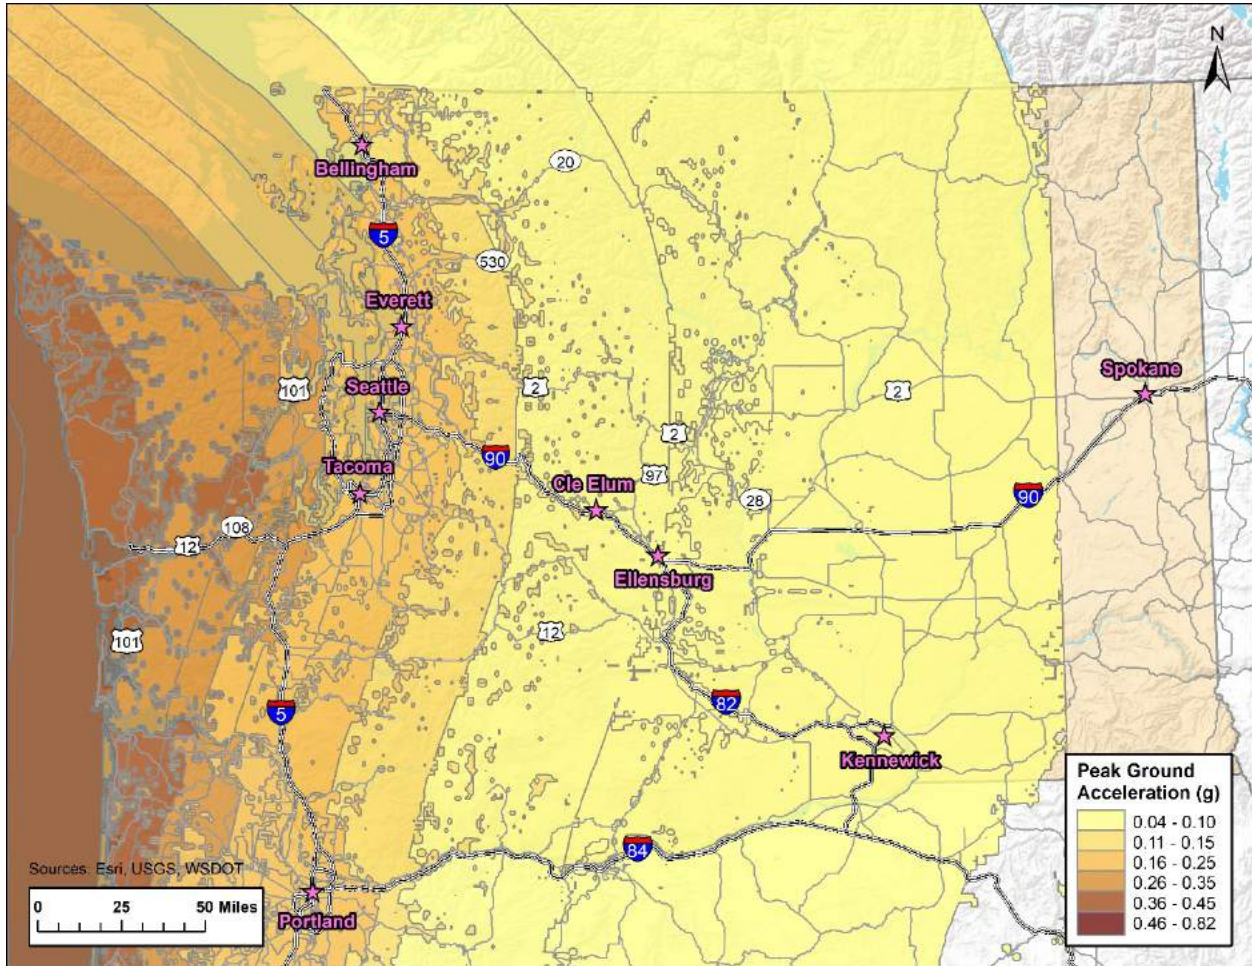 N
Bellingham
20
5
530
Everett
101
Seattle
2
2
Spokane
2
90
Tacoma
97
Cle Elum
28
90
108
12
Ellensburg
12
101
82
5
Kennewick
84
Portland
Sources: Esri, USGS, WSDOT
0 25 50 Miles
Peak Ground
Acceleration (g)
0.04 - 0.10
0.11 - 0.15
0.16 - 0.25
0.26 - 0.35
0.36 - 0.45
0.46 - 0.82